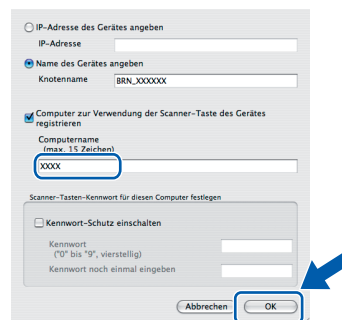 IP-Adresse des Gerätes angeben
IP-Adresse
Name des Gerätes angeben
Knotenname BRN_XXXXXX
Computer zur Verwendung der Scanner-Taste des Gerätes
registrieren
Computername
(max. 15 Zeichen)
XXXX
Scanner-Tasten-Kennwort für diesen Computer festlegen
Kennwort-Schutz einschalten
Kennwort
("0" bis "9", vierstellig)
Kennwort noch einmal eingeben
Abbrechen OK